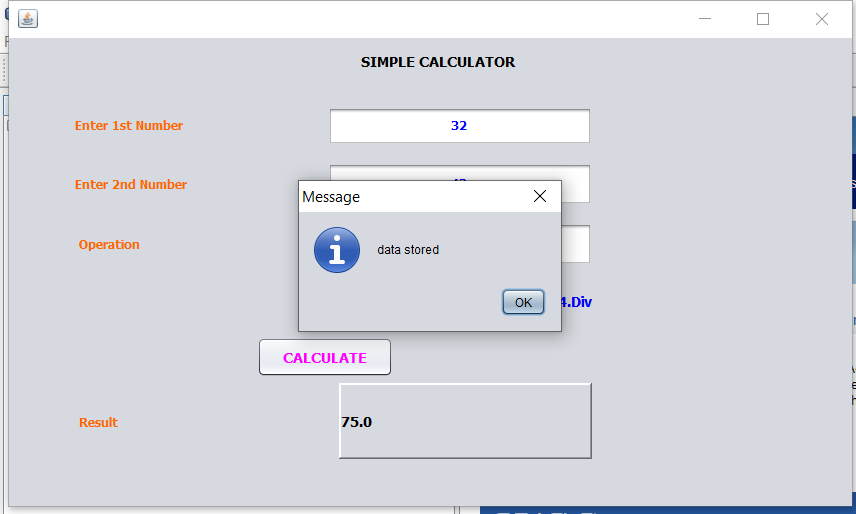 SIMPLE CALCULATOR
Enter 1st Number
32
Enter 2nd Number
Message
Operation
data stored
OK
4.Div
CALCULATE
Result
75.0